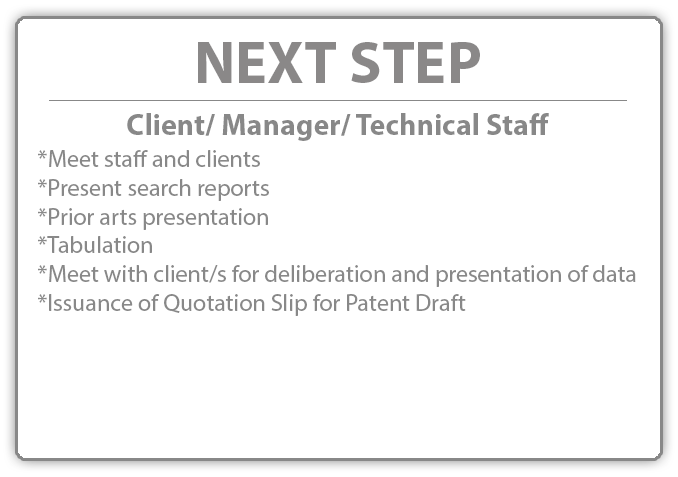 NEXT STEP
Client/ Manager/ Technical Staff
*Meet staff and clients
*Present search reports
*Prior arts presentation
*Tabulation
*Meet with client/s for deliberation and presentation of data
*Issuance of Quotation Slip for Patent Draft